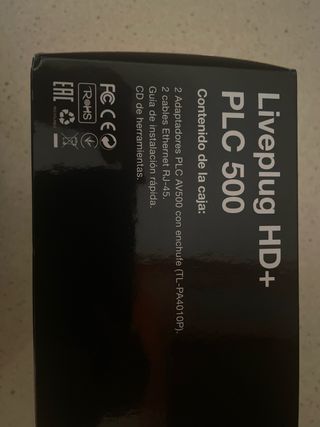 Liveplug HD+
PLC 500
Contenido de la caja:
2 Adaptadores PLC AV500 con enchufe (TL-PA4010P).
2 cables Ethernet RJ-45.
Guía de instalación rápida.
CD de herramientas.
FC CE
RoHS
EAC